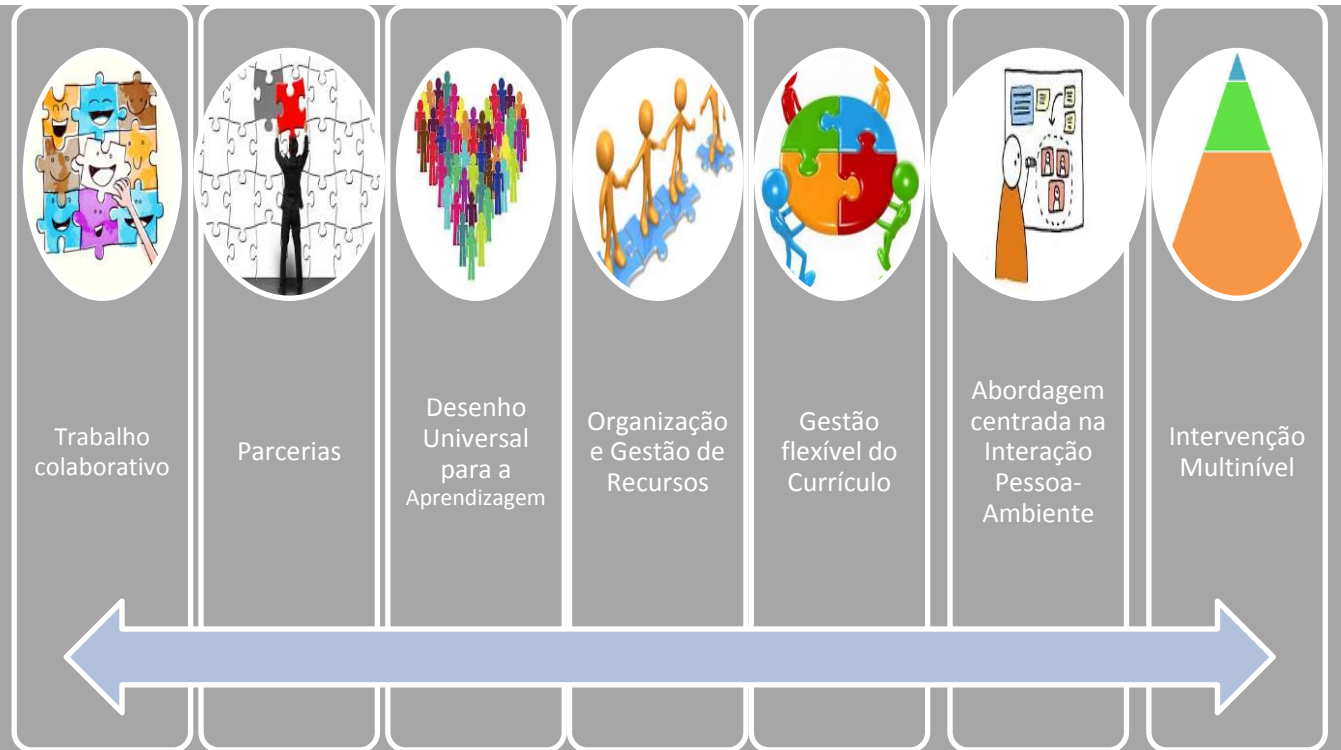 Trabalho
colaborativo
Parcerias
Desenho
Universal
para a
Aprendizagem
Organização
e Gestão de
Recursos
Gestão
flexível do
Currículo
Abordagem
centrada na
Interação
Pessoa-
Ambiente
Intervenção
Multinível